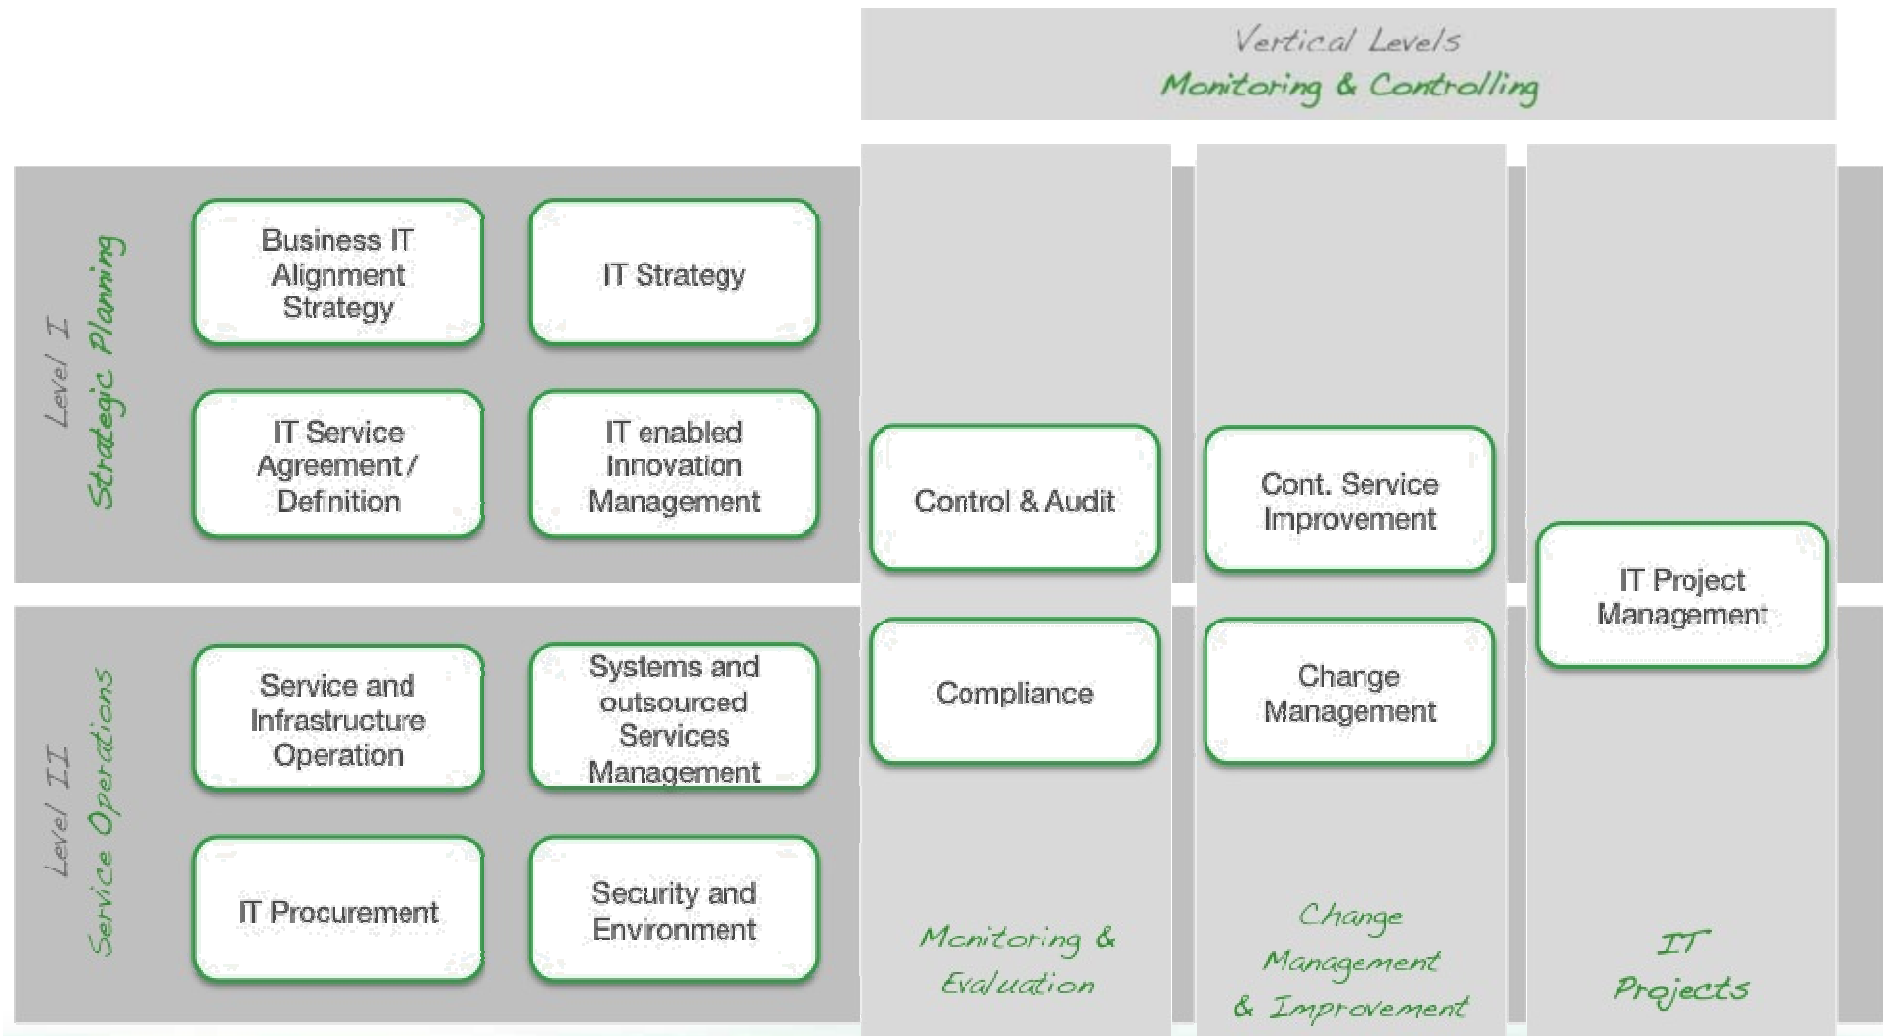 Vertical Levels
Monitoring & Controlling
Level I
Strategic Planning
Business IT
Alignment
Strategy
IT Strategy
IT Service
Agreement/
Definition
IT enabled
Innovation
Management
Control & Audit
Cont. Service
Improvement
IT Project
Management
Level II
Service Operations
Service and
Infrastructure
Operation
Systems and
outsourced
Services
Management
Compliance
Change
Management
IT Procurement
Security and
Environment
Monitoring &
Evaluation
Change
Management
& Improvement
IT
Projects